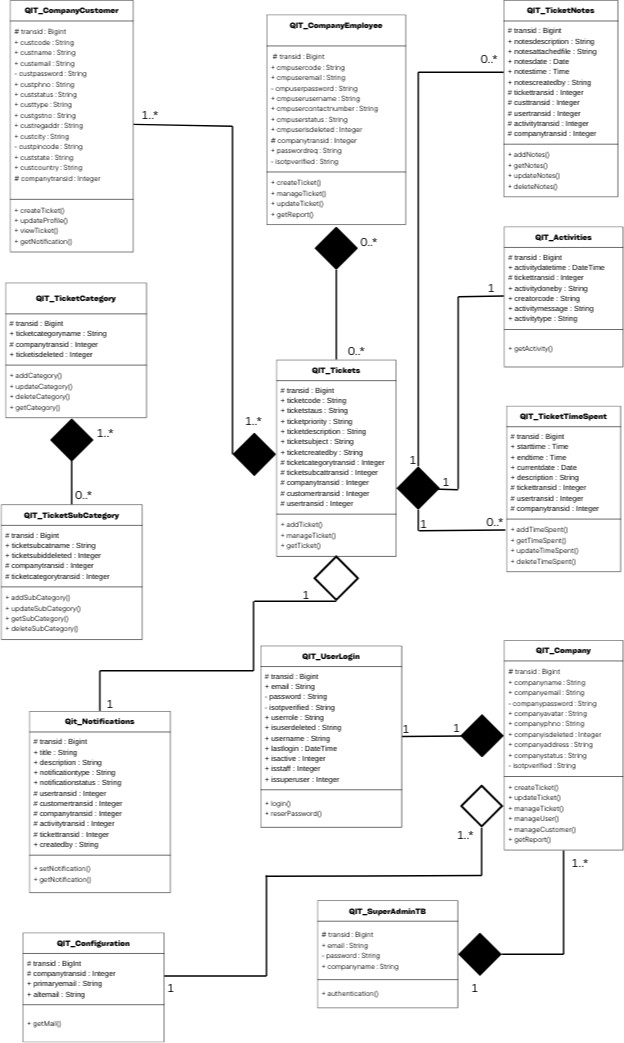 QIT_CompanyCustomer
# transid : Bigint
+ custcode : String
+ custname : String
+ custemail : String
- custpassword : String
+ custphno : String
+ custstatus : String
+ custtype : String
+ custgstno : String
+ custregaddr : String
+ custcity : String
- custpincode : String
+ custstate : String
+ custcountry : String
# companytransid : Integer
+ createTicket()
+ updateProfile()
+ viewTicket()
+ getNotification()
1..*
QIT_CompanyEmployee
# transid : Bigint
+ cmpusercode : String
+ cmpuseremail : String
- cmpuserpassword : String
+ cmpuserusername : String
+ cmpusercontactnumber : String
+ cmpuserstatus : String
+ cmpuserisdeleted : Integer
# companytransid : Integer
+ passwordreq : String
- isotpverified : String
+ createTicket()
+ manageTicket()
+ updateTicket()
+ getReport()
0..*
0..*
QIT_TicketNotes
# transid : Bigint
+ notesdescription : String
+ notesattachedfile : String
+ notesdate : Date
+ notestime : Time
+ notescreatedby : String
# tickettransid : Integer
# custtransid : Integer
# usertransid : Integer
# activitytransid : Integer
# companytransid : Integer
+ addNotes()
+ getNotes()
+ updateNotes()
+ deleteNotes()
0..*
QIT_Activities
# transid : Bigint
+ activitydatetime : DateTime
# tickettransid : Integer
+ activitydoneby : String
+ creatorcode : String
+ activitymessage : String
+ activitytype : String
+ getActivity()
1
QIT_TicketCategory
# transid : Bigint
+ ticketcategoryname : String
# companytransid : Integer
+ ticketisdeleted : Integer
+ addCategory()
+ updateCategory()
+ deleteCategory()
+ getCategory()
1..*
0..*
QIT_Tickets
# transid : Bigint
+ ticketcode : String
+ ticketstaus : String
+ ticketpriority : String
+ ticketdescription : String
+ ticketsubject : String
+ ticketcreatedby : String
# ticketcategorytransid : Integer
# ticketsubcattransid : Integer
# companytransid : Integer
# customertransid : Integer
# usertransid : Integer
+ addTicket()
+ manageTicket()
+ getTicket()
1..*
1
1
1
QIT_TicketTimeSpent
# transid : Bigint
+ starttime : Time
+ endtime : Time
+ currentdate : Date
+ description : String
# tickettransid : Integer
# usertransid : Integer
# companytransid : Integer
+ addTimeSpent()
+ getTimeSpent()
+ updateTimeSpent()
+ deleteTimeSpent()
0..*
QIT_TicketSubCategory
# transid : Bigint
+ ticketsubcatname : String
+ ticketsubiddeleted : Integer
# companytransid : Integer
# ticketcategorytransid : Integer
+ addSubCategory()
+ updateSubCategory()
+ getSubCategory()
+ deleteSubCategory()
1
1
QIT_UserLogin
# transid : Bigint
+ email : String
- password : String
- isotpverified : String
+ userrole : String
+ isuserdeleted : String
+ username : String
+ lastlogin : DateTime
+ isactive : Integer
+ isstaff : Integer
+ issuperuser : Integer
+ login()
+ reserPassword()
1
1
QIT_Company
# transid : Bigint
+ companyname : String
+ companyemail : String
- companypassword : String
+ companyavatar : String
+ companyphno : String
+ companyisdeleted : Integer
+ companyaddress : String
+ companystatus : String
- isotpverified : String
+ createTicket()
+ updateTicket()
+ manageTicket()
+ manageUser()
+ manageCustomer()
+ getReport()
1..*
1..*
Qit_Notifications
# transid : Bigint
+ title : String
+ description : String
+ notificationtype : String
+ notificationstatus : String
# usertransid : Integer
# customertransid : Integer
# companytransid : Integer
# activitytransid : Integer
# tickettransid : Integer
+ createdby : String
+ setNotification()
+ getNotification()
QIT_SuperAdminTB
# transid : Bigint
+ email : String
- password : String
+ companyname : String
+ authentication()
1
QIT_Configuration
# transid : BigInt
# companytransid : Integer
+ primaryemail : String
+ altemail : String
+ getMail()
1